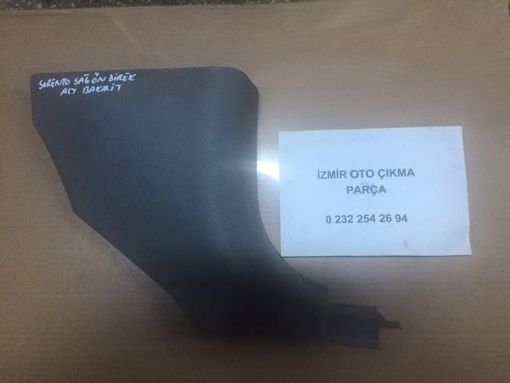 SORENTO SAĞ ÖN DİREK
ALT BAKALİT
İZMİR OTO ÇIKMA
PARÇA
0 232 254 26 94